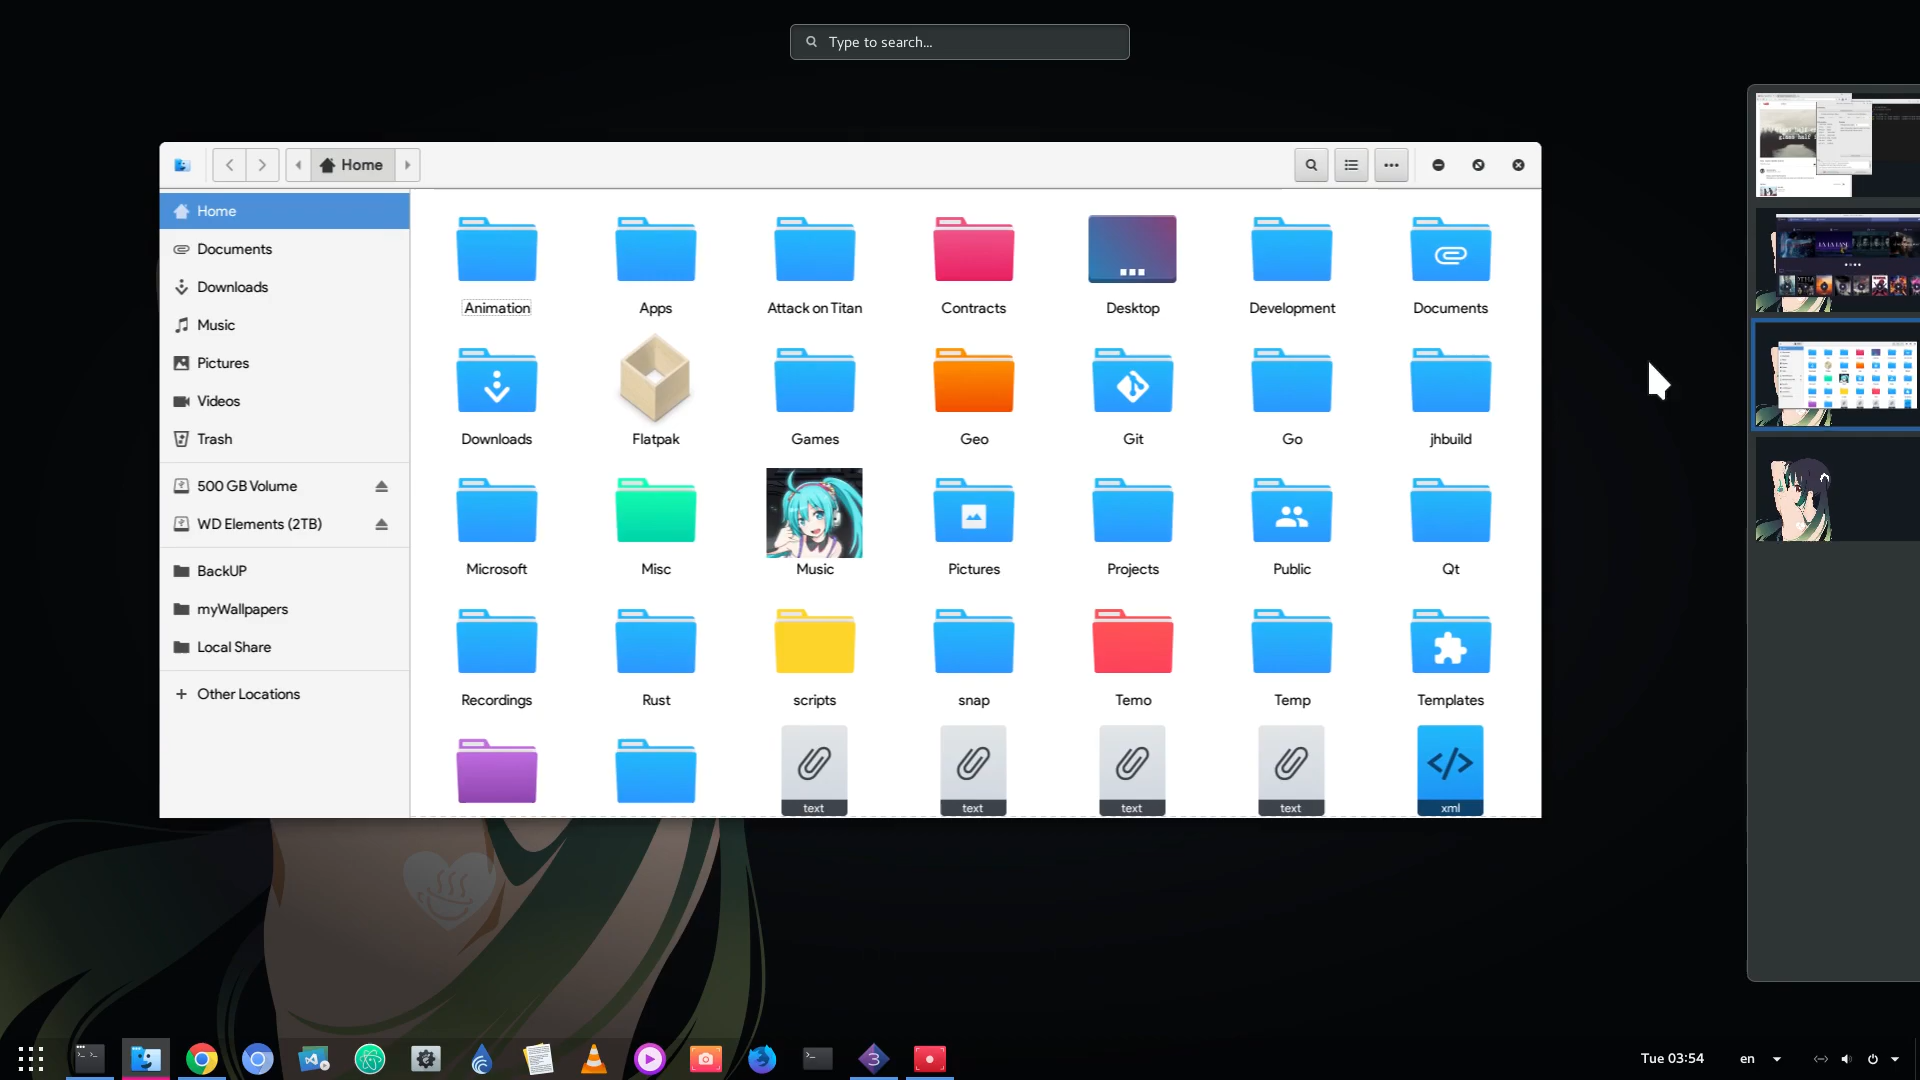 Type to search...
Home
Home
Documents
Downloads
Music
Pictures
Videos
Trash
500 GB Volume
WD Elements (2TB)
BackUP
myWallpapers
Local Share
Other Locations
Animation
Apps
Attack on Titan
Contracts
Desktop
Development
Documents
Downloads
Flatpak
Games
Geo
Git
Go
jhbuild
Microsoft
Misc
Music
Pictures
Projects
Public
Qt
Recordings
Rust
scripts
snap
Temo
Temp
Templates
text
text
text
text
xml
3
Tue 03:54
en